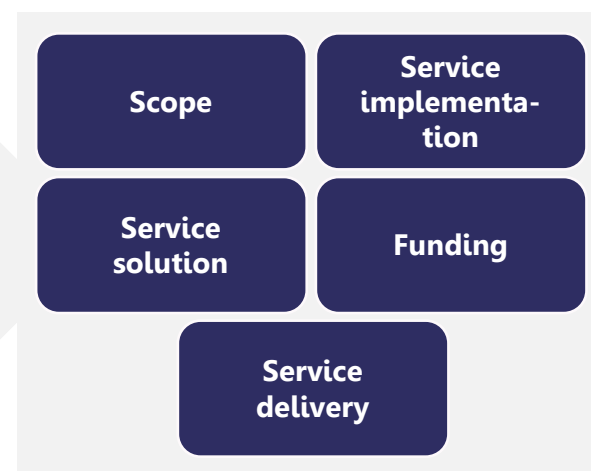 Scope
Service
implementa-
tion
Service
solution
Funding
Service
delivery